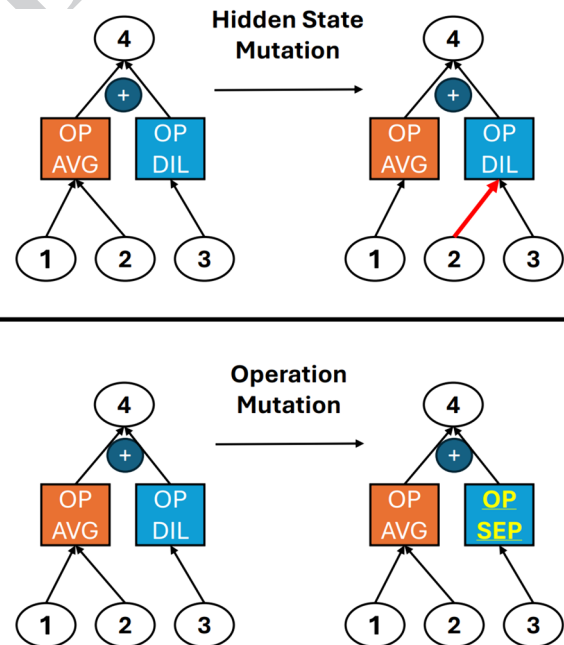 4 Hidden State 4
Mutation
+ +
OP OP OP OP
AVG DIL AVG DIL
1 2 3 1 2 3
Operation
4 Mutation 4
+ +
OP OP OP OP
AVG DIL AVG SEP
1 2 3 1 2 3